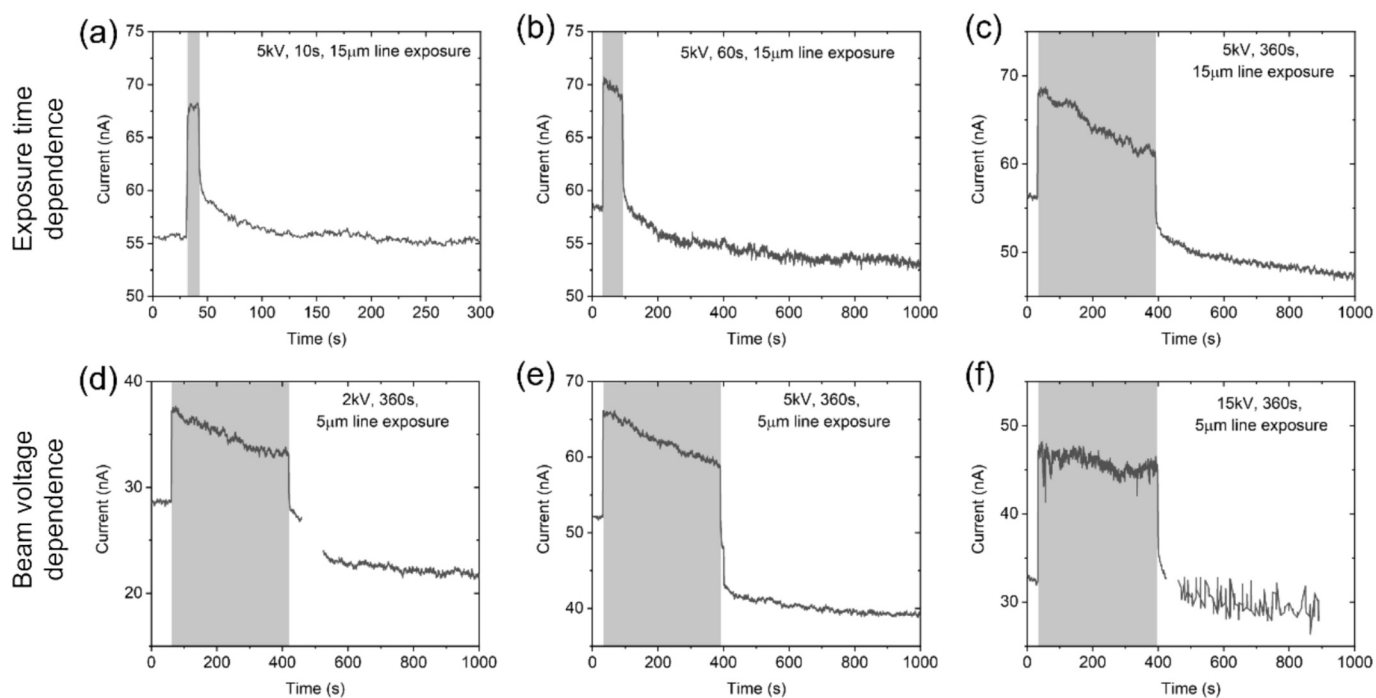 Exposure time
dependence
(a)
5kV, 10s, 15μm line exposure
Current (nA)
75
70
65
60
55
50
0 50 100 150 200 250 300
Time (s)
(b)
5kV, 60s, 15μm line exposure
Current (nA)
75
70
65
60
55
50
0 200 400 600 800 1000
Time (s)
(c)
5kV, 360s,
15μm line exposure
Current (nA)
70
60
50
0 200 400 600 800 1000
Time (s)
Beam voltage
dependence
(d)
2kV, 360s,
5μm line exposure
Current (nA)
40
30
20
0 200 400 600 800 1000
Time (s)
(e)
5kV, 360s,
5μm line exposure
Current (nA)
70
60
50
40
0 200 400 600 800 1000
Time (s)
(f)
15kV, 360s,
5μm line exposure
Current (nA)
50
40
30
0 200 400 600 800 1000
Time (s)